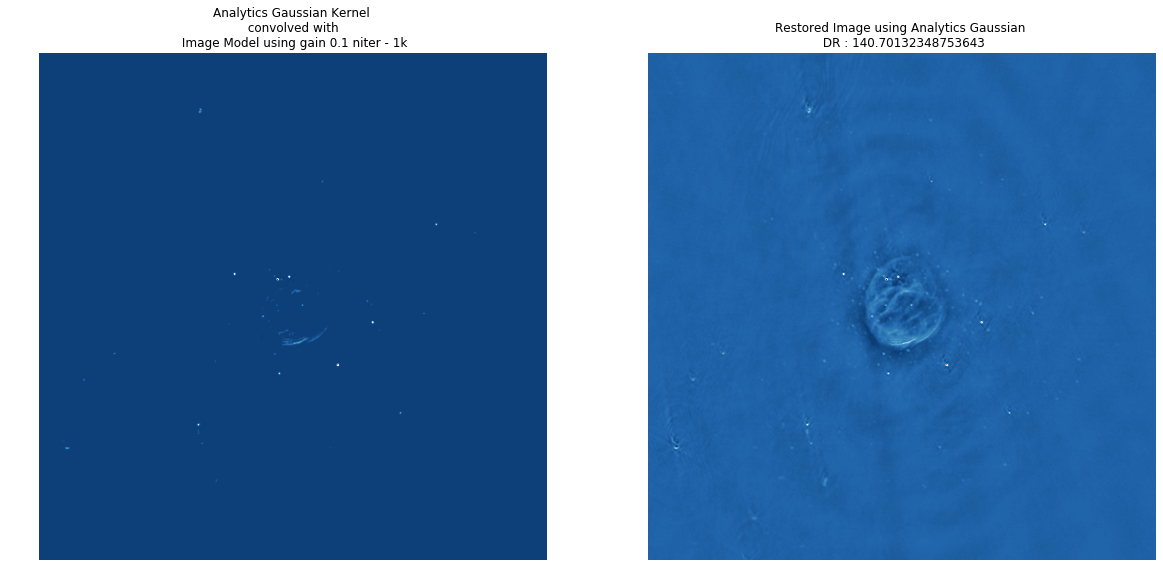 Analytics Gaussian Kernel
convolved with
Image Model using gain 0.1 niter - 1k
Restored Image using Analytics Gaussian
DR : 140.70132348753643